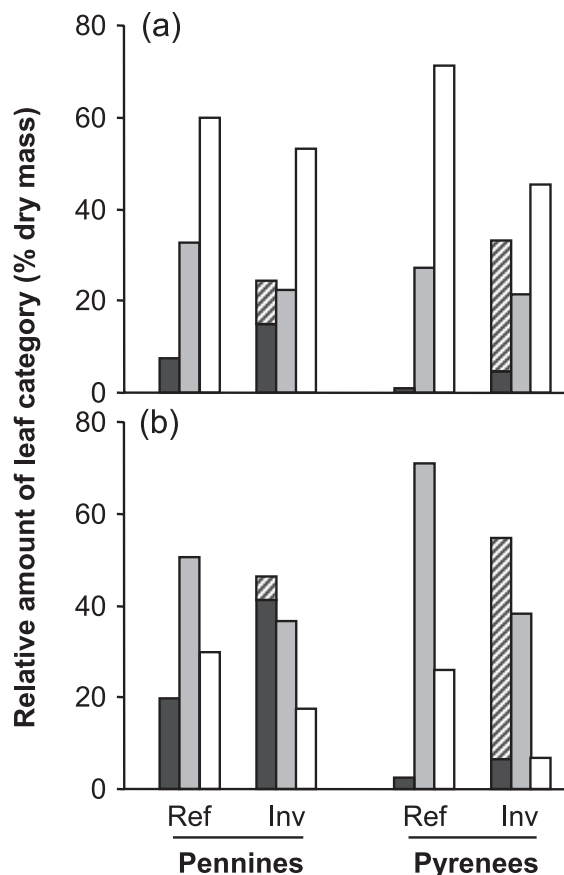 Relative amount of leaf category (% dry mass)
(a)
80
60
40
20
0
(b)
80
60
40
20
0
Ref Inv Ref Inv
Pennines Pyrenees